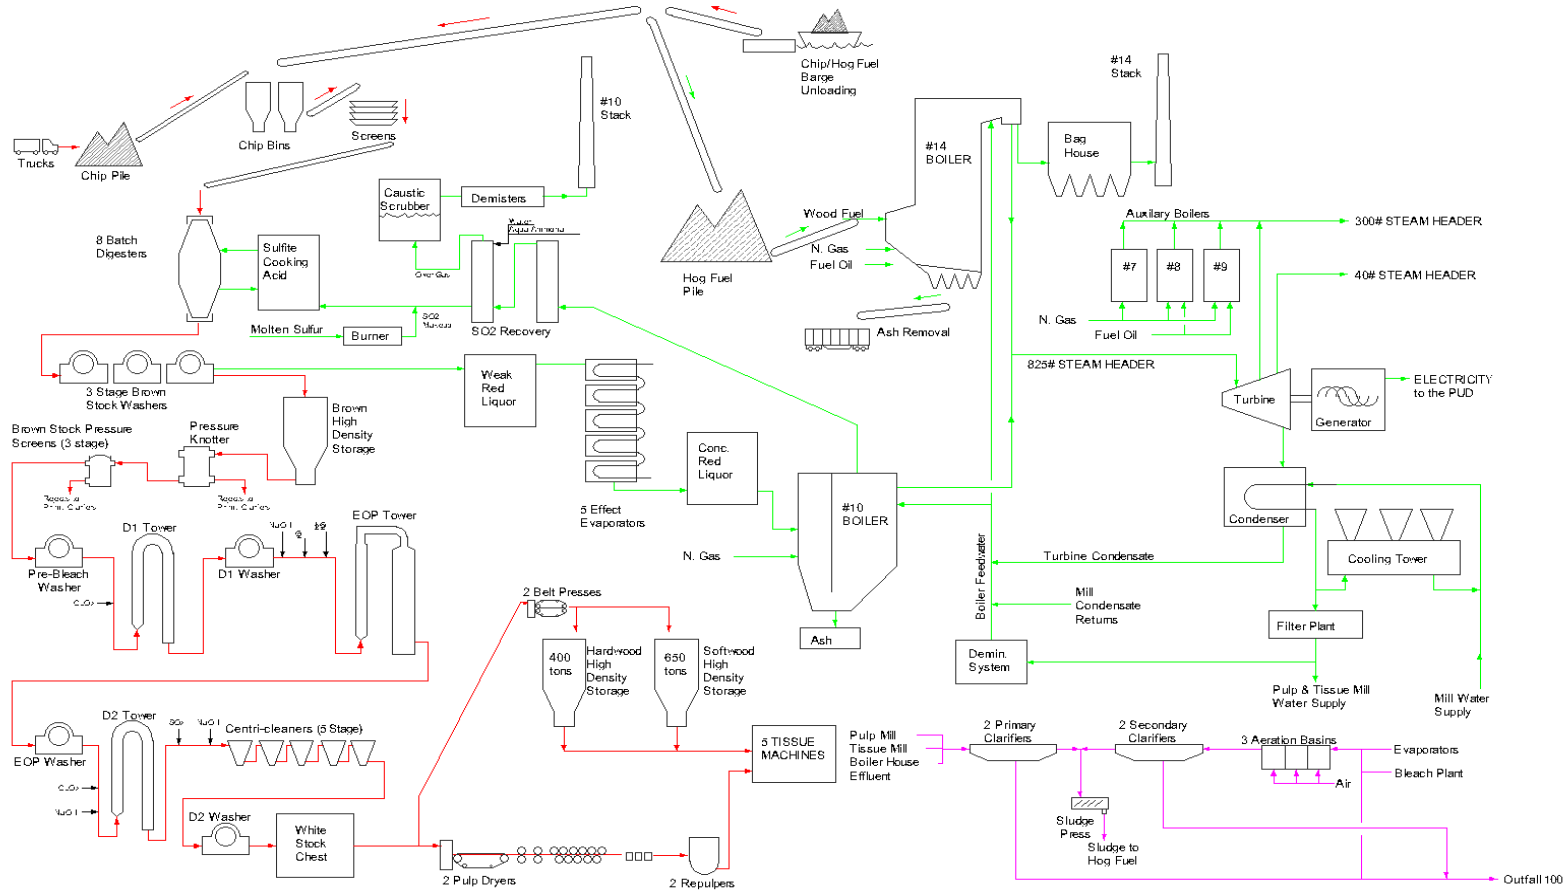 Chip/Hog Fuel
Barge
Unloading
#14
Stack
#10
Stack
Trucks
Chip Pile
Chip Bins
Screens
#14
BOILER
Bag
House
Caustic
Scrubber
Demisters
Wood Fuel
N. Gas
Fuel Oil
Hog Fuel
Pile
Ash Removal
Auxilary Boilers
#7
#8
#9
N. Gas
Fuel Oil
300# STEAM HEADER
40# STEAM HEADER
825# STEAM HEADER
8 Batch
Digesters
Sulfite
Cooking
Acid
Water
Aqua Ammonia
Over Gas
SO2
SO2 Recovery
Molten Sulfur
Burner
3 Stage Brown
Stock Washers
Weak
Red
Liquor
Brown
High
Density
Storage
Brown Stock Pressure
Screens (3 stage)
Pressure
Knotter
5 Effect
Evaporators
Conc.
Red
Liquor
#10
BOILER
N. Gas
Ash
Turbine
Generator
ELECTRICITY
to the PUD
Condenser
Cooling Tower
Turbine Condensate
Boiler Feedwater
Mill
Condensate
Returns
Filter Plant
Demin.
System
Pulp & Tissue Mill
Water Supply
Mill Water
Supply
D1 Tower
EOP Tower
Pre-Bleach
Washer
D1 Washer
2 Belt Presses
400
tons
Hardwood
High
Density
Storage
650
tons
Softwood
High
Density
Storage
D2 Tower
Centri-cleaners (5 Stage)
EOP Washer
D2 Washer
White
Stock
Chest
2 Pulp Dryers
2 Repulpers
5 TISSUE
MACHINES
Pulp Mill
Tissue Mill
Boiler House
Effluent
2 Primary
Clarifiers
2 Secondary
Clarifiers
3 Aeration Basins
Evaporators
Bleach Plant
Air
Sludge
Press
Sludge to
Hog Fuel
Outfall 100